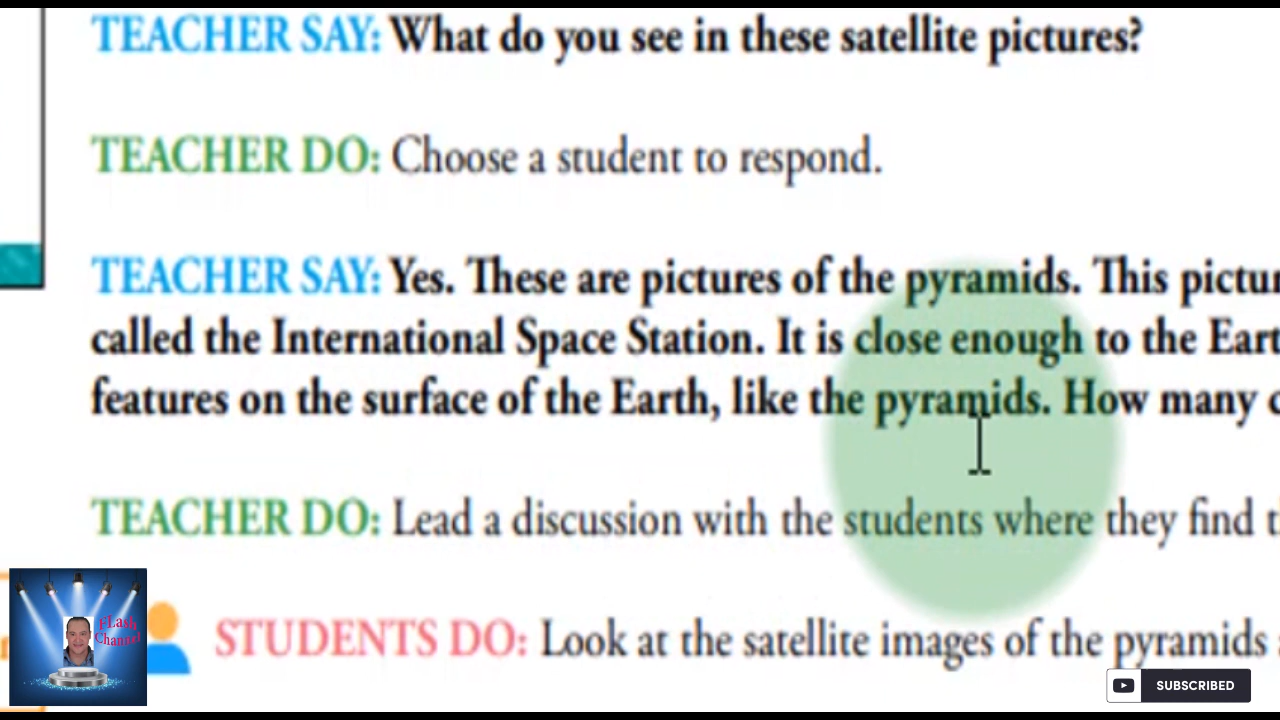 TEACHER SAY: What do you see in these satellite pictures?
TEACHER DO: Choose a student to respond.
TEACHER SAY: Yes. These are pictures of the pyramids. This
called the International Space Station. It is close enough to the
features on the surface of the Earth, like the pyramids. How many
TEACHER DO: Lead a discussion with the students where they find
STUDENTS DO: Look at the satellite images of the pyramids
FLash
Channel
SUBSCRIBED